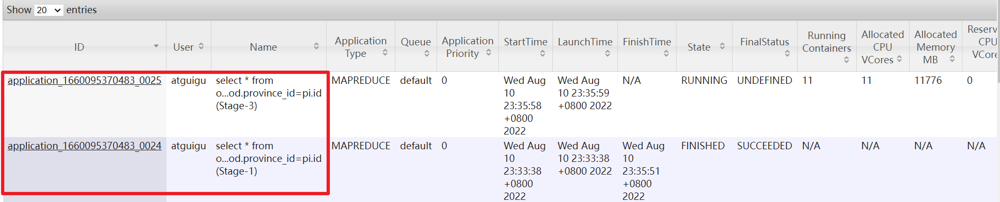 Show 20 entries
ID
User
Name
Application Type
Queue
Application Priority
StartTime
LaunchTime
FinishTime
State
FinalStatus
Running Containers
Allocated CPU VCores
Allocated Memory MB
application_1660095370483_0025
atguigu
select * from
o...od.province_id=pi.id
(Stage-3)
MAPREDUCE
default
0
Wed Aug
10
23:35:58
+0800
2022
Wed Aug
10 23:35:59
+0800 2022
N/A
RUNNING
UNDEFINED
11
11
11776
0
application_1660095370483_0024
atguigu
select * from
o...od.province_id=pi.id
(Stage-1)
MAPREDUCE
default
0
Wed Aug
10
23:33:38
+0800
2022
Wed Aug
10 23:33:38
+0800 2022
Wed Aug
10
23:35:51
+0800
2022
FINISHED
SUCCEEDED
N/A
N/A
N/A
N/A